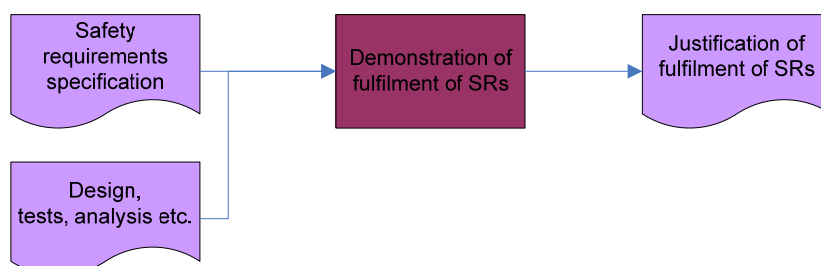 Safety
requirements
specification
Demonstration of
fulfilment of SRs
Justification of
fulfilment of SRs
Design,
tests, analysis etc.